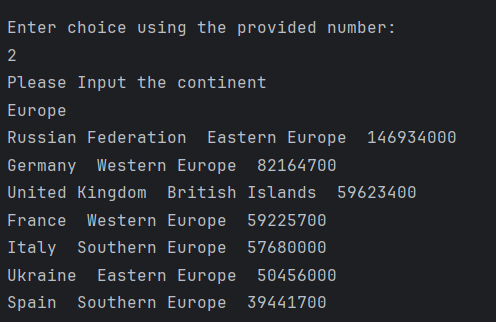 Enter choice using the provided number:
2
Please Input the continent
Europe
Russian Federation  Eastern Europe  146934000
Germany  Western Europe  82164700
United Kingdom  British Islands  59623400
France  Western Europe  59225700
Italy  Southern Europe  57680000
Ukraine  Eastern Europe  50456000
Spain  Southern Europe  39441700